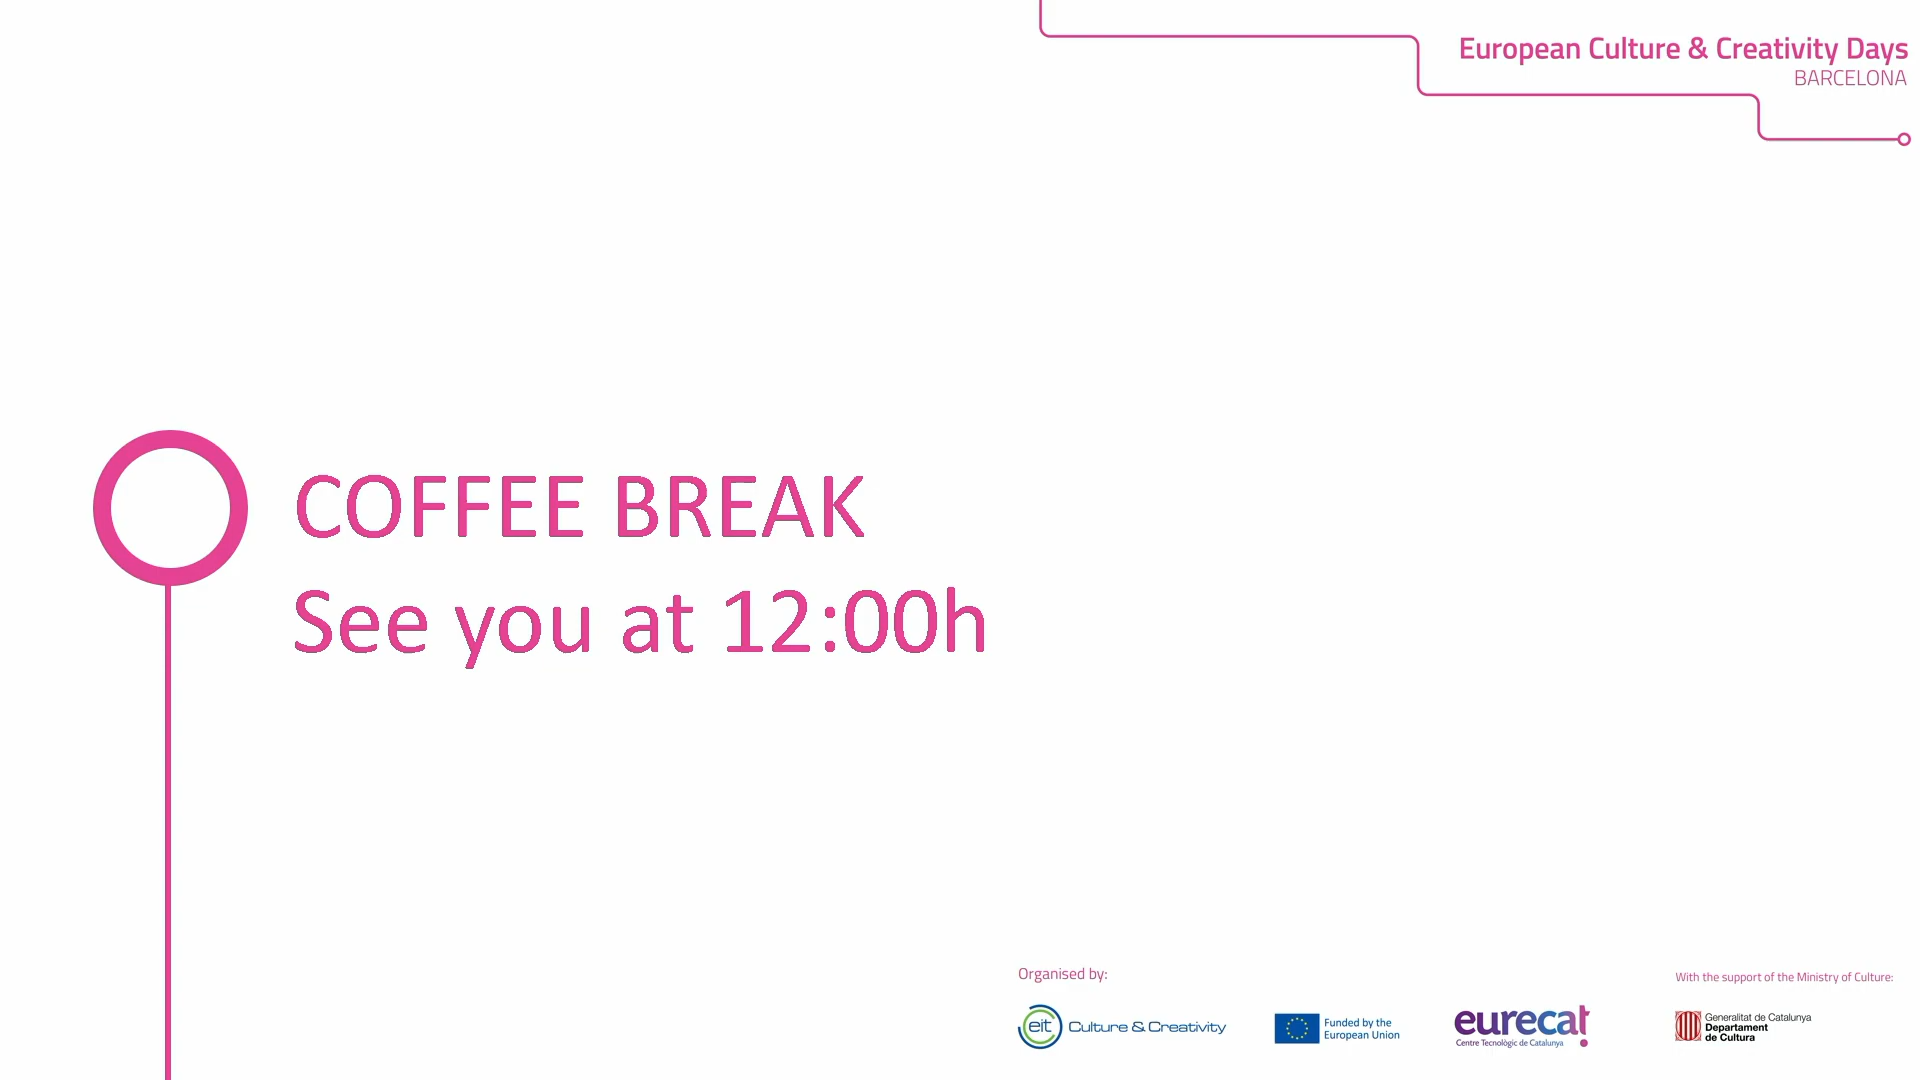 European Culture & Creativity Days
BARCELONA
COFFEE BREAK
See you at 12:00h
Organised by:
eit Culture & Creativity
Funded by the
European Union
eurecat
Centre Tecnològic de Catalunya
With the support of the Ministry of Culture:
Generalitat de Catalunya
Departament
de Cultura